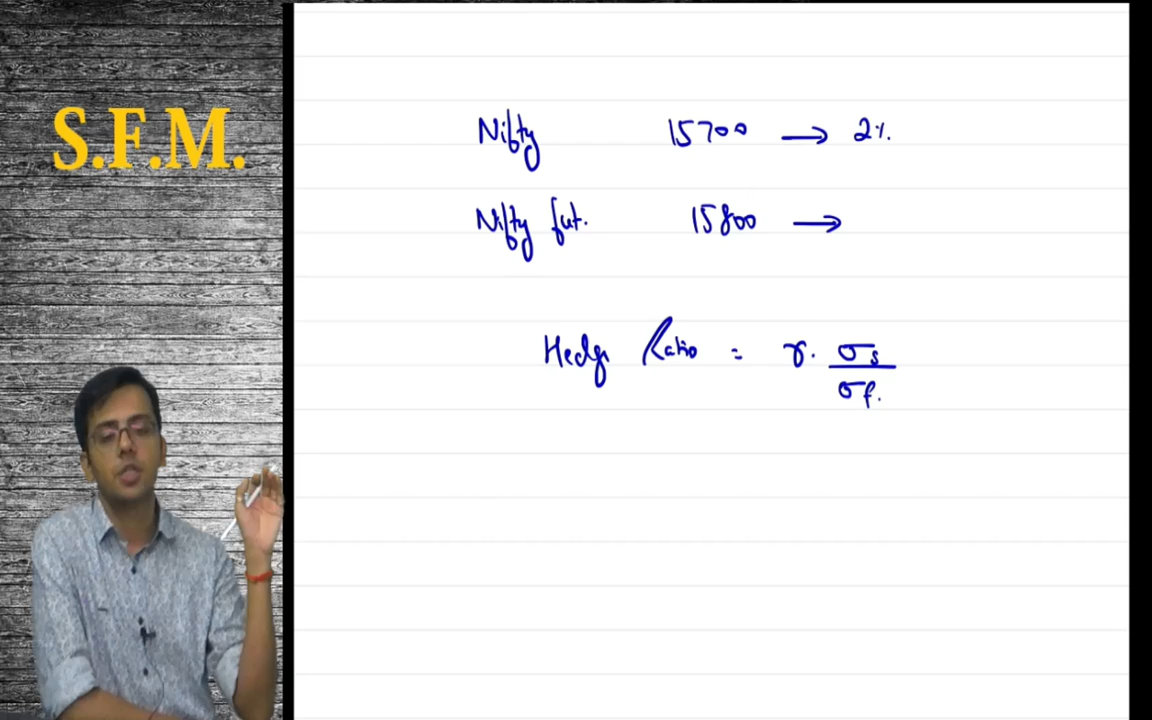 S.F.M.
Nifty 15700 → 2%.
Nifty fut. 15800 →
Hedge Ratio = r. σs / σf.